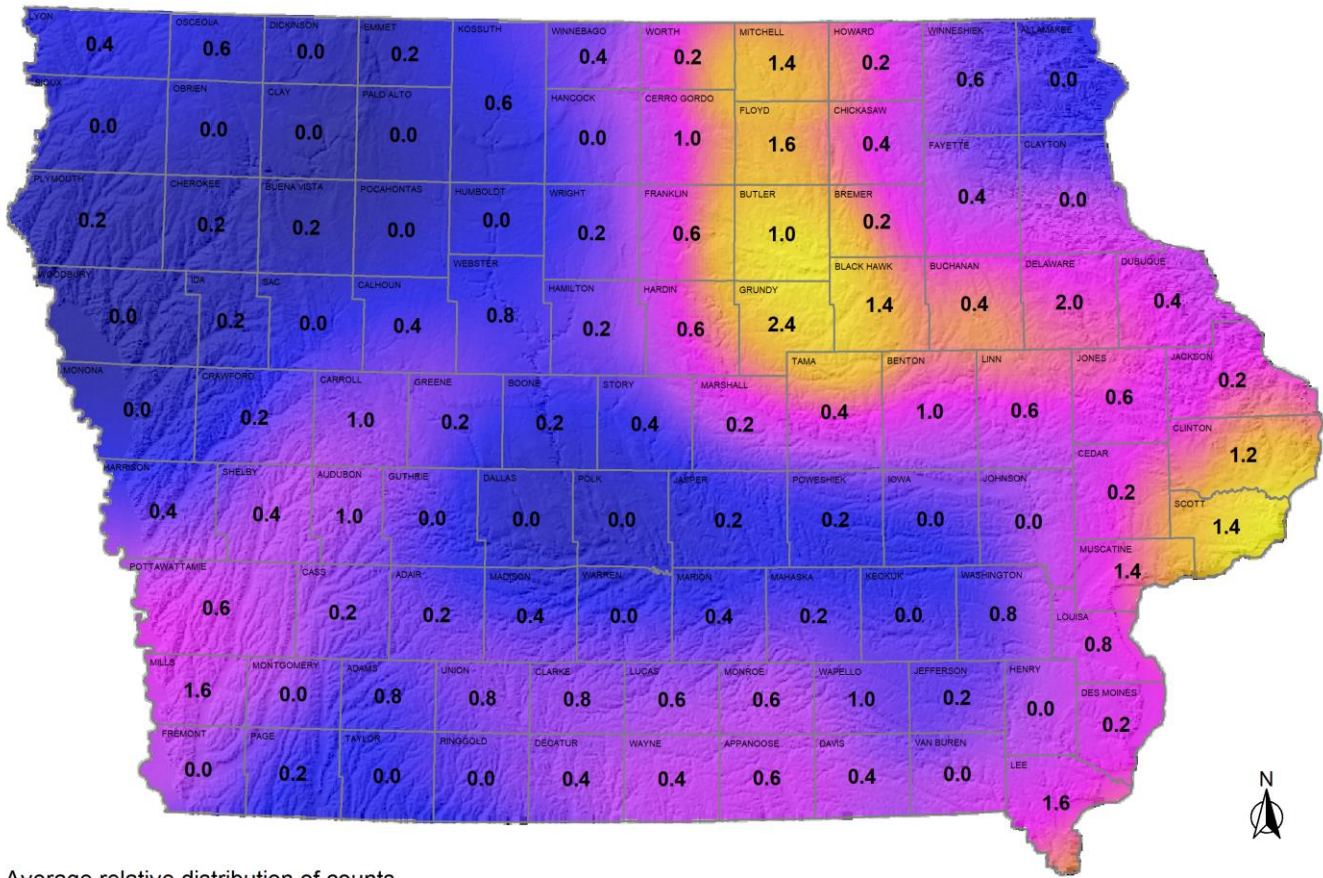 LYON OSCEOLA DICKINSON EMMET KOSSUTH WINNEBAGO WORTH MITCHELL HOWARD WINNESHIEK ALLAMAKEE
0.4 0.6 0.0 0.2 0.6 0.4 0.2 1.4 0.2 0.6 0.0
SIOUX OBRIEN CLAY PALO ALTO HANCOCK CERRO GORDO FLOYD CHICKASAW
0.0 0.0 0.0 0.0 0.0 1.0 1.6 0.4
FAYETTE CLAYTON
0.4 0.0
PLYMOUTH CHEROKEE BUENA VISTA POCAHONTAS HUMBOLDT WRIGHT FRANKLIN BUTLER BREMER
0.2 0.2 0.2 0.0 0.0 0.2 0.6 1.0 0.2
WOODBURY IDA SAC CALHOUN WEBSTER HAMILTON HARDIN GRUNDY BLACK HAWK BUCHANAN DELAWARE DUBUQUE
0.0 0.2 0.0 0.4 0.8 0.2 0.6 2.4 1.4 0.4 2.0 0.4
MONONA CRAWFORD CARROLL GREENE BOONE STORY MARSHALL TAMA BENTON LINN JONES JACKSON
0.0 0.2 1.0 0.2 0.2 0.4 0.2 0.4 1.0 0.6 0.6 0.2
CLINTON
1.2
HARRISON SHELBY AUDUBON GUTHRIE DALLAS POLK JASPER POWESHIEK IOWA JOHNSON CEDAR SCOTT
0.4 0.4 1.0 0.0 0.0 0.0 0.2 0.2 0.0 0.0 0.2 1.4
POTTAWATTAMIE CASS ADAIR MADISON WARREN MARION MAHASKA KEOKUK WASHINGTON MUSCATINE
0.6 0.2 0.2 0.4 0.0 0.4 0.2 0.0 0.8 1.4
LOUISA
0.8
MILLS MONTGOMERY ADAMS UNION CLARKE LUCAS MONROE WAPELLO JEFFERSON HENRY DES MOINES
1.6 0.0 0.8 0.8 0.8 0.6 0.6 1.0 0.2 0.0 0.2
FREMONT PAGE TAYLOR RINGGOLD DECATUR WAYNE APPANOOSE DAVIS VAN BUREN LEE
0.0 0.2 0.0 0.0 0.4 0.4 0.6 0.4 0.0 1.6
N
Average relative distribution of counts